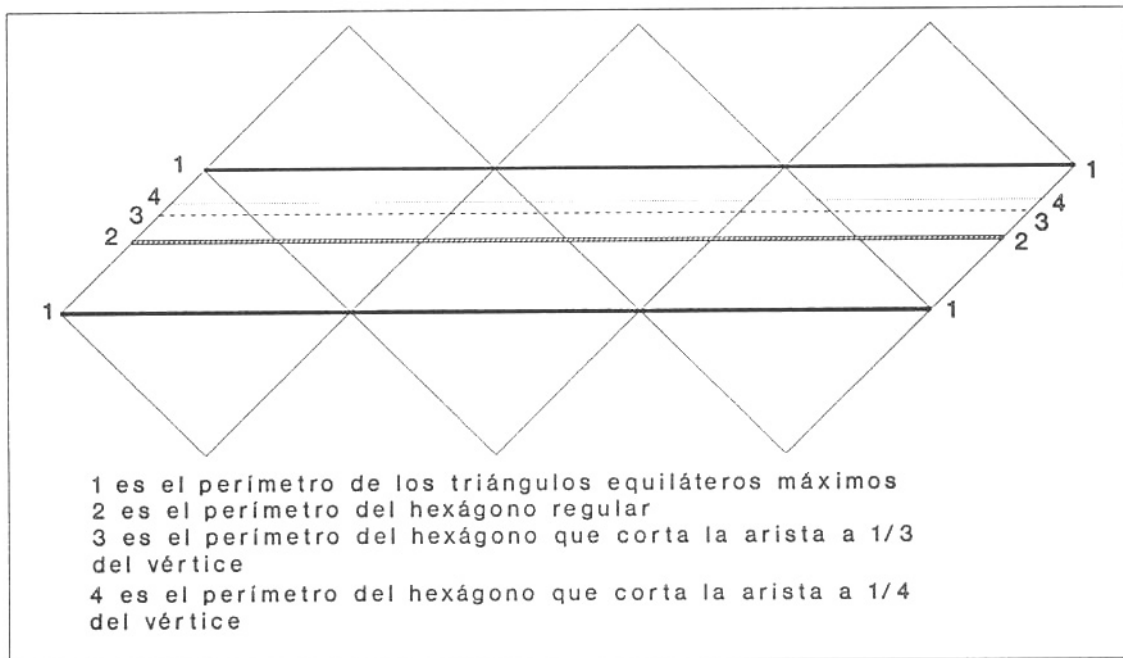 1
1
4
4
3
3
2
2
1
1
1 es el perímetro de los triángulos equiláteros máximos
2 es el perímetro del hexágono regular
3 es el perímetro del hexágono que corta la arista a 1/3
del vértice
4 es el perímetro del hexágono que corta la arista a 1/4
del vértice